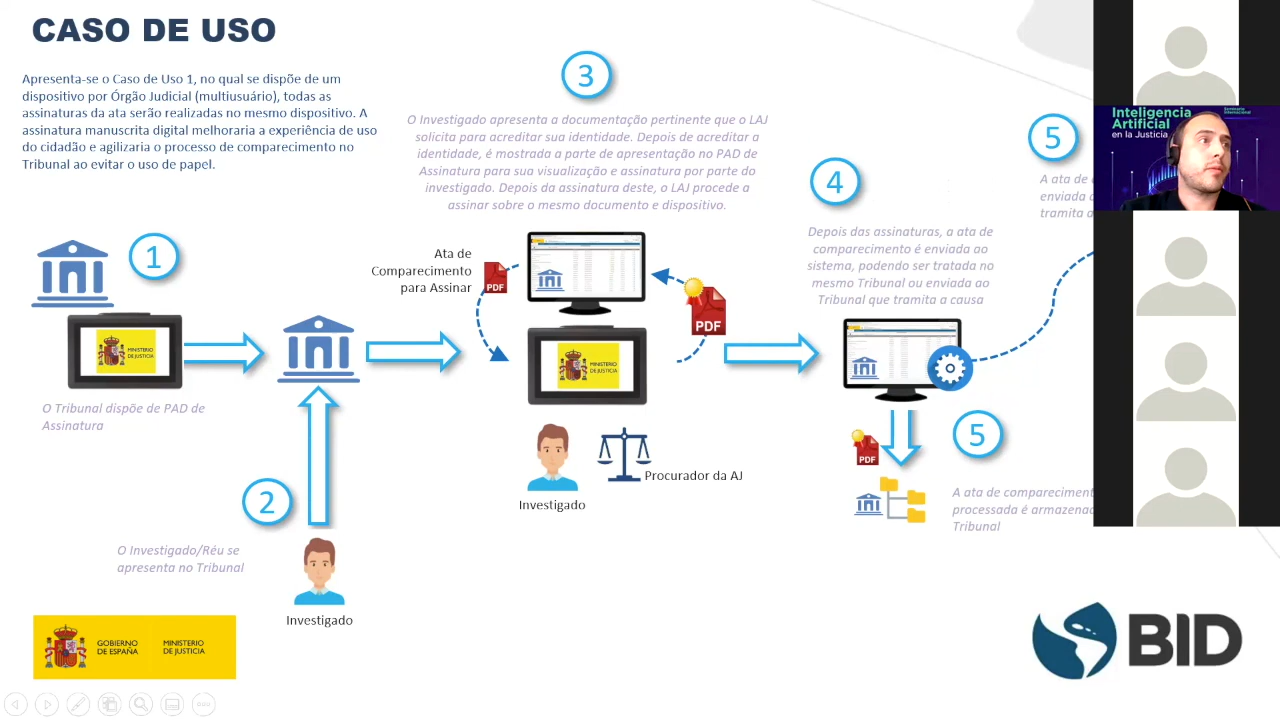 CASO DE USO
Apresenta-se o Caso de Uso 1, no qual se dispõe de um
dispositivo por Órgão Judicial (multiusuário), todas as
assinaturas da ata serão realizadas no mesmo dispositivo. A
assinatura manuscrita digital melhoraria a experiência de uso
do cidadão e agilizaria o processo de comparecimento no
Tribunal ao evitar o uso de papel.
1
MINISTERIO
DE JUSTICIA
O Tribunal dispõe de PAD de
Assinatura
2
O Investigado/Réu se
apresenta no Tribunal
Investigado
3
O Investigado apresenta a documentação pertinente que o LAJ
solicita para acreditar sua identidade. Depois de acreditar a
identidade, é mostrada a parte de apresentação no PAD de
Assinatura para sua visualização e assinatura por parte do
investigado. Depois da assinatura deste, o LAJ procede a
assinar sobre o mesmo documento e dispositivo.
Ata de
Comparecimento
para Assinar
PDF
PDF
MINISTERIO
DE JUSTICIA
Investigado
Procurador da AJ
4
Depois das assinaturas, a ata de
comparecimento é enviada ao
sistema, podendo ser tratada no
mesmo Tribunal ou enviada ao
Tribunal que tramita a causa
5
A ata de
enviada
tramita a
PDF
5
A ata de compareciment
processada é armazena
Tribunal
Inteligencia
Artificial
en la Justicia
Seminario
Internacional
GOBIERNO
DE ESPAÑA
MINISTERIO
DE JUSTICIA
BID